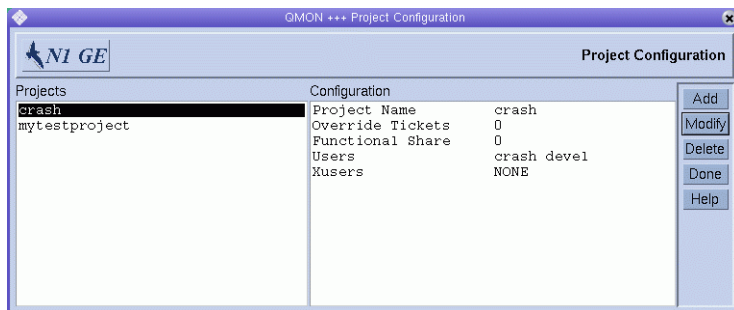 QMON +++ Project Configuration
N1 GE
Project Configuration
Projects
crash
mytestproject
Configuration
Project Name crash
Override Tickets 0
Functional Share 0
Users crash devel
Xusers NONE
Add
Modify
Delete
Done
Help